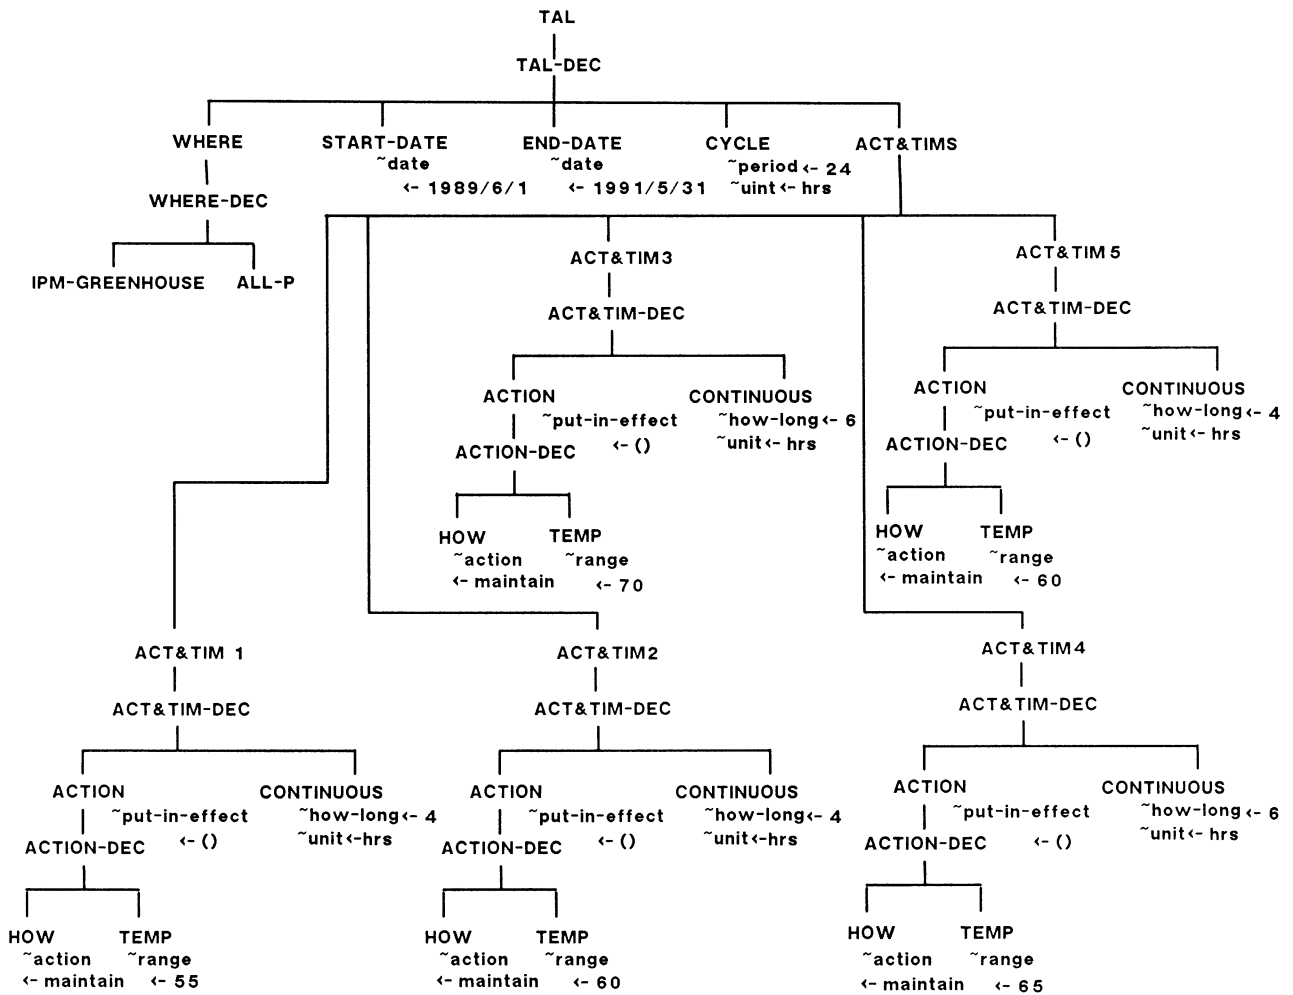 TAL
TAL-DEC
WHERE
START-DATE
~date
<- 1989/6/1
END-DATE
~date
<- 1991/5/31
CYCLE
~period <- 24
~uint <- hrs
ACT&TIMS
WHERE-DEC
IPM-GREENHOUSE
ALL-P
ACT&TIM3
ACT&TIM-DEC
ACTION
~put-in-effect
<- ()
CONTINUOUS
~how-long <- 6
~unit <- hrs
ACTION-DEC
HOW
~action
<- maintain
TEMP
~range
<- 70
ACT&TIM5
ACT&TIM-DEC
ACTION
~put-in-effect
<- ()
CONTINUOUS
~how-long <- 4
~unit <- hrs
ACTION-DEC
HOW
~action
<- maintain
TEMP
~range
<- 60
ACT&TIM 1
ACT&TIM-DEC
ACTION
~put-in-effect
<- ()
CONTINUOUS
~how-long <- 4
~unit <-hrs
ACTION-DEC
HOW
~action
<- maintain
TEMP
~range
<- 55
ACT&TIM2
ACT&TIM-DEC
ACTION
~put-in-effect
<- ()
CONTINUOUS
~how-long <- 4
~unit <-hrs
ACTION-DEC
HOW
~action
<- maintain
TEMP
~range
<- 60
ACT&TIM4
ACT&TIM-DEC
ACTION
~put-in-effect
<- ()
CONTINUOUS
~how-long <- 6
~unit <- hrs
ACTION-DEC
HOW
~action
<- maintain
TEMP
~range
<- 65